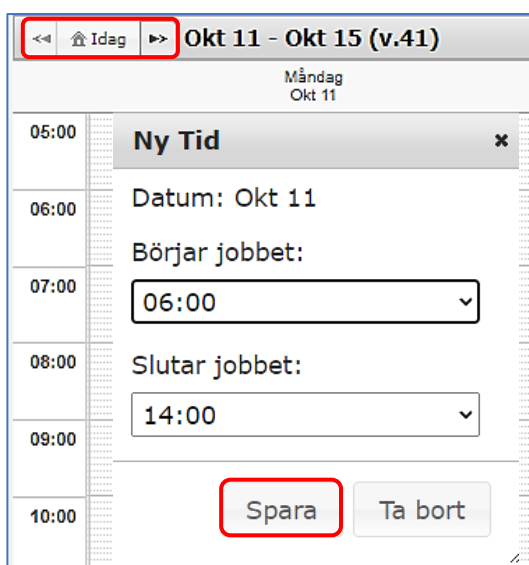 Idag Okt 11 - Okt 15 (v.41)
Måndag
Okt 11
05:00
Ny Tid
Datum: Okt 11
06:00
Börjar jobbet:
07:00
06:00
08:00
Slutar jobbet:
14:00
09:00
10:00
Spara Ta bort